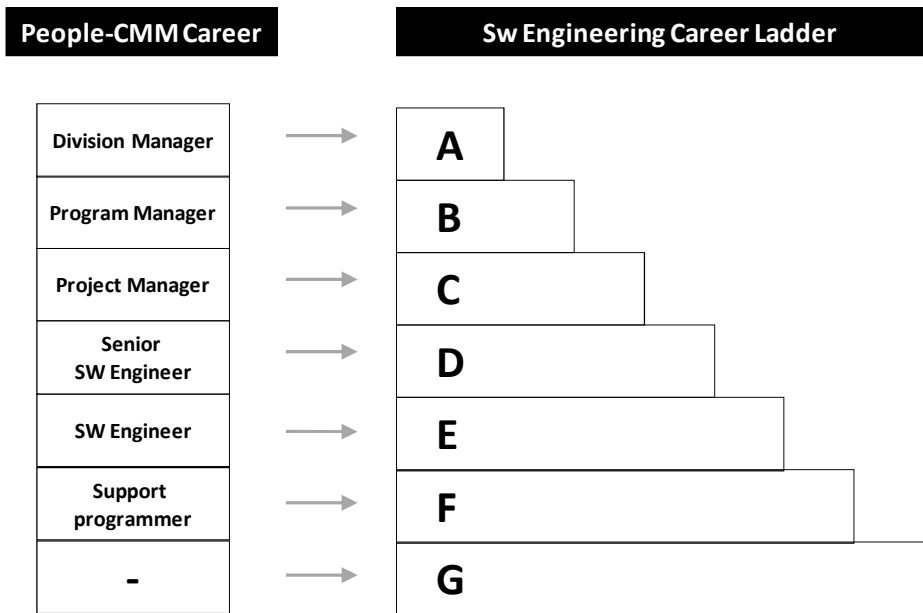 People-CMM Career
Sw Engineering Career Ladder
Division Manager
A
Program Manager
B
Project Manager
C
Senior
SW Engineer
D
SW Engineer
E
Support
programmer
F
-
G